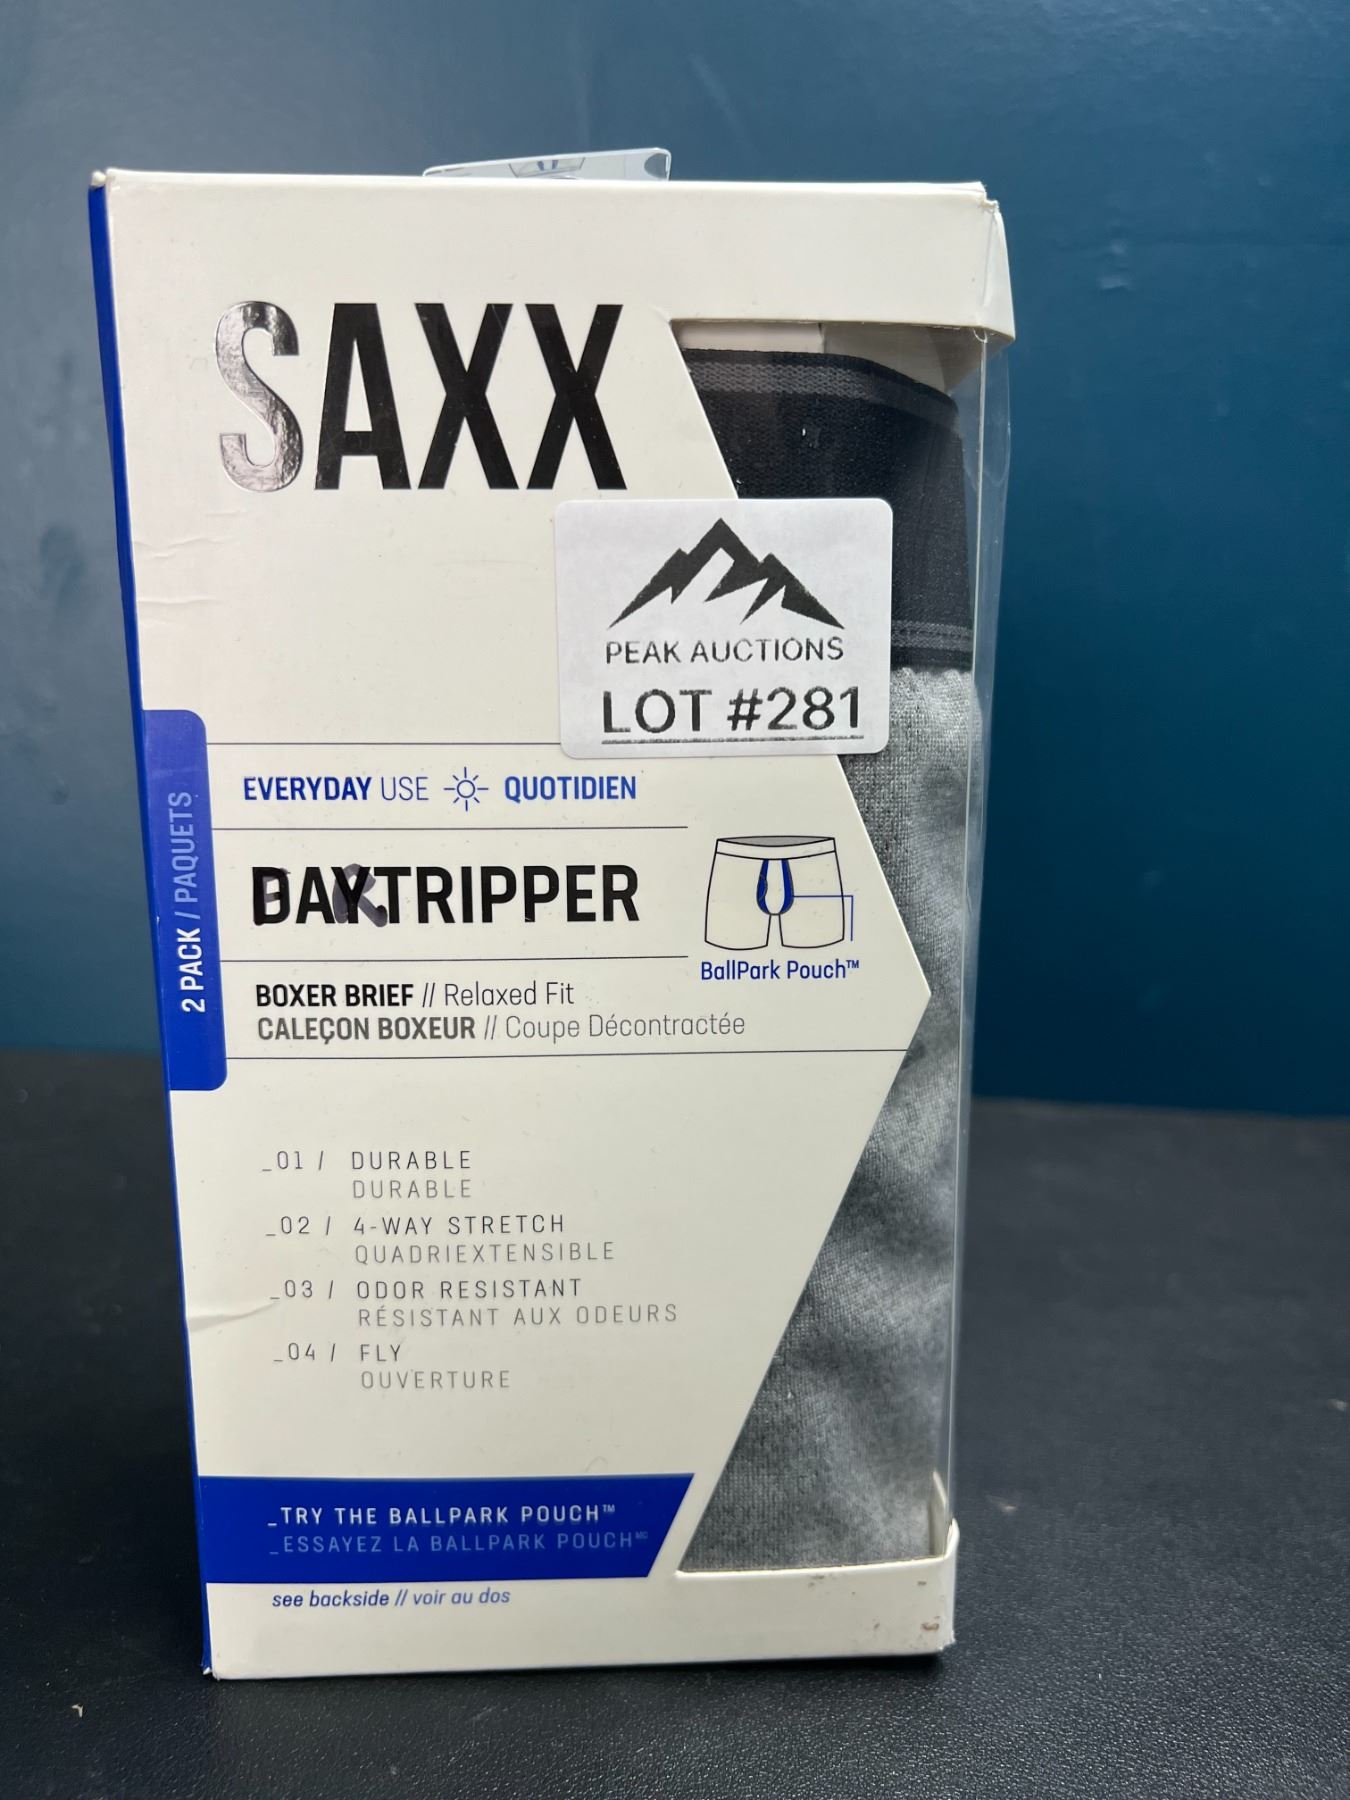 SAXX
PEAK AUCTIONS
LOT #281
2 PACK / PAQUETS
EVERYDAY USE QUOTIDIEN
DAYTRIPPER
BallPark Pouch™
BOXER BRIEF // Relaxed Fit
CALEÇON BOXEUR // Coupe Décontractée
_01 / DURABLE
DURABLE
_02 / 4-WAY STRETCH
QUADRIEXTENSIBLE
_03 / ODOR RESISTANT
RÉSISTANT AUX ODEURS
_04 / FLY
OUVERTURE
_TRY THE BALLPARK POUCH™
_ESSAYEZ LA BALLPARK POUCH MC
see backside // voir au dos